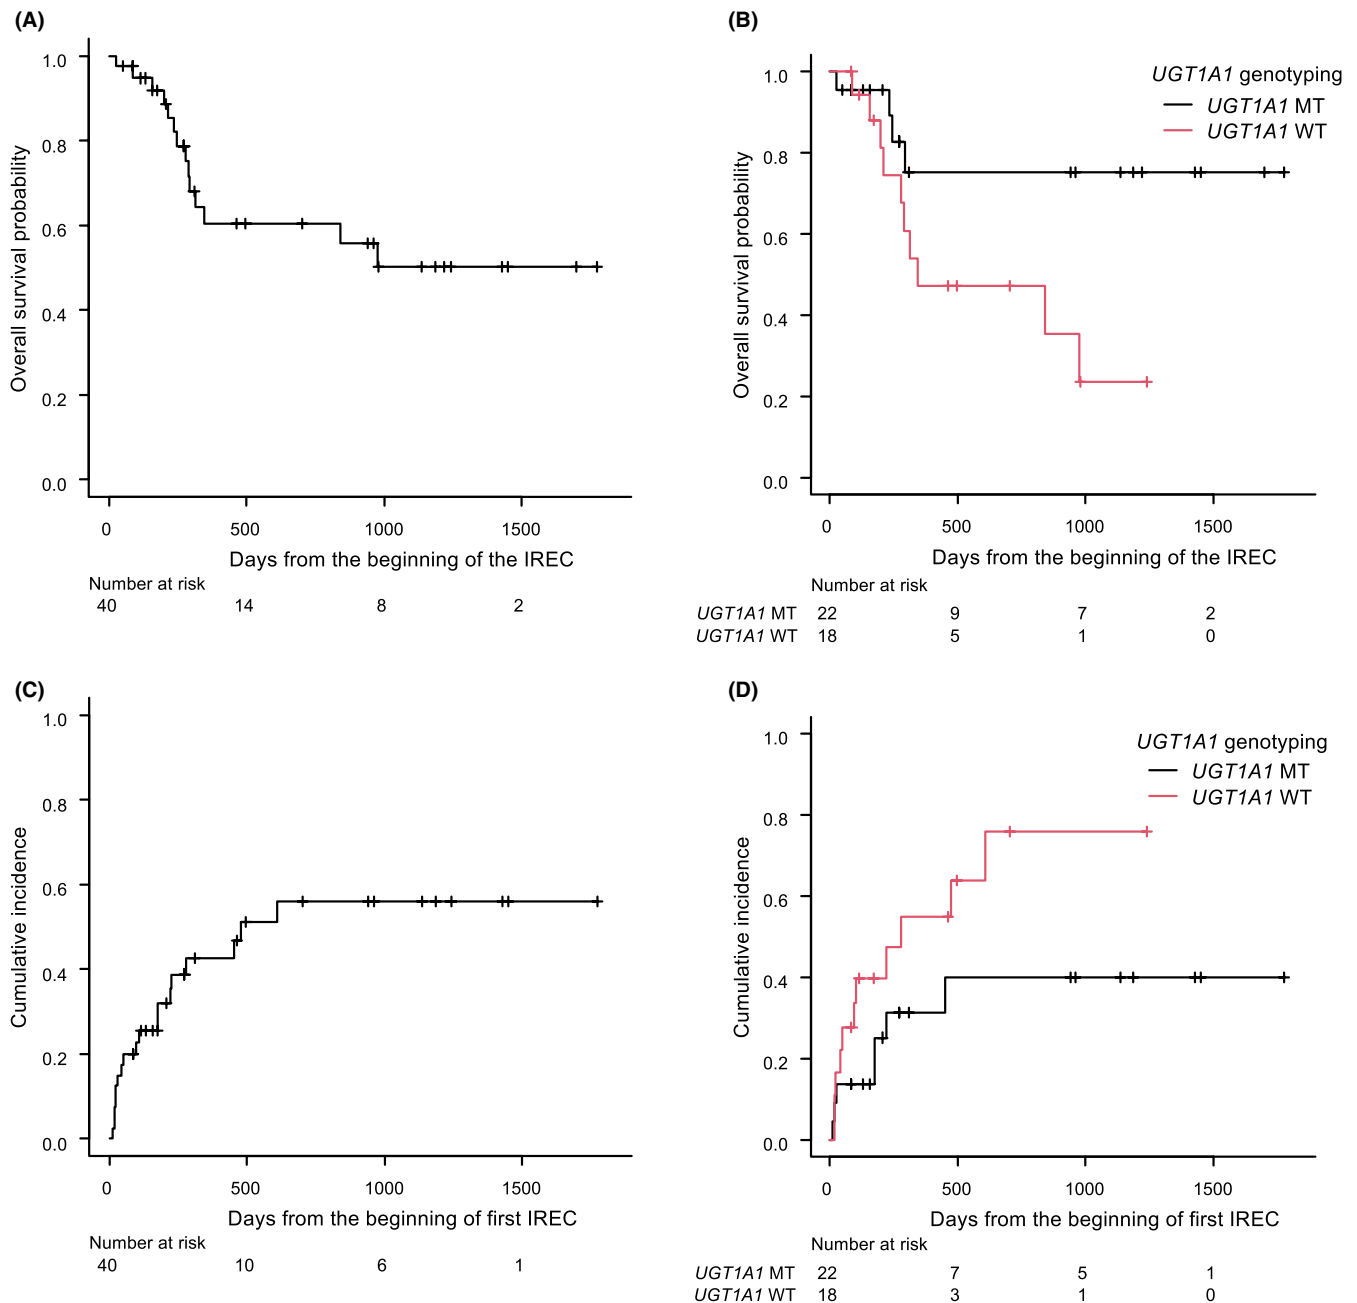 (A)
Overall survival probability
1.0
0.8
0.6
0.4
0.2
0.0
0 500 1000 1500
Days from the beginning of the IREC
Number at risk
40 14 8 2
(B)
Overall survival probability
1.0
0.8
0.6
0.4
0.2
0.0
UGT1A1 genotyping
UGT1A1 MT
UGT1A1 WT
0 500 1000 1500
Days from the beginning of the IREC
Number at risk
UGT1A1 MT 22 9 7 2
UGT1A1 WT 18 5 1 0
(C)
Cumulative incidence
1.0
0.8
0.6
0.4
0.2
0.0
0 500 1000 1500
Days from the beginning of first IREC
Number at risk
40 10 6 1
(D)
Cumulative incidence
1.0
0.8
0.6
0.4
0.2
0.0
UGT1A1 genotyping
UGT1A1 MT
UGT1A1 WT
0 500 1000 1500
Days from the beginning of first IREC
Number at risk
UGT1A1 MT 22 7 5 1
UGT1A1 WT 18 3 1 0